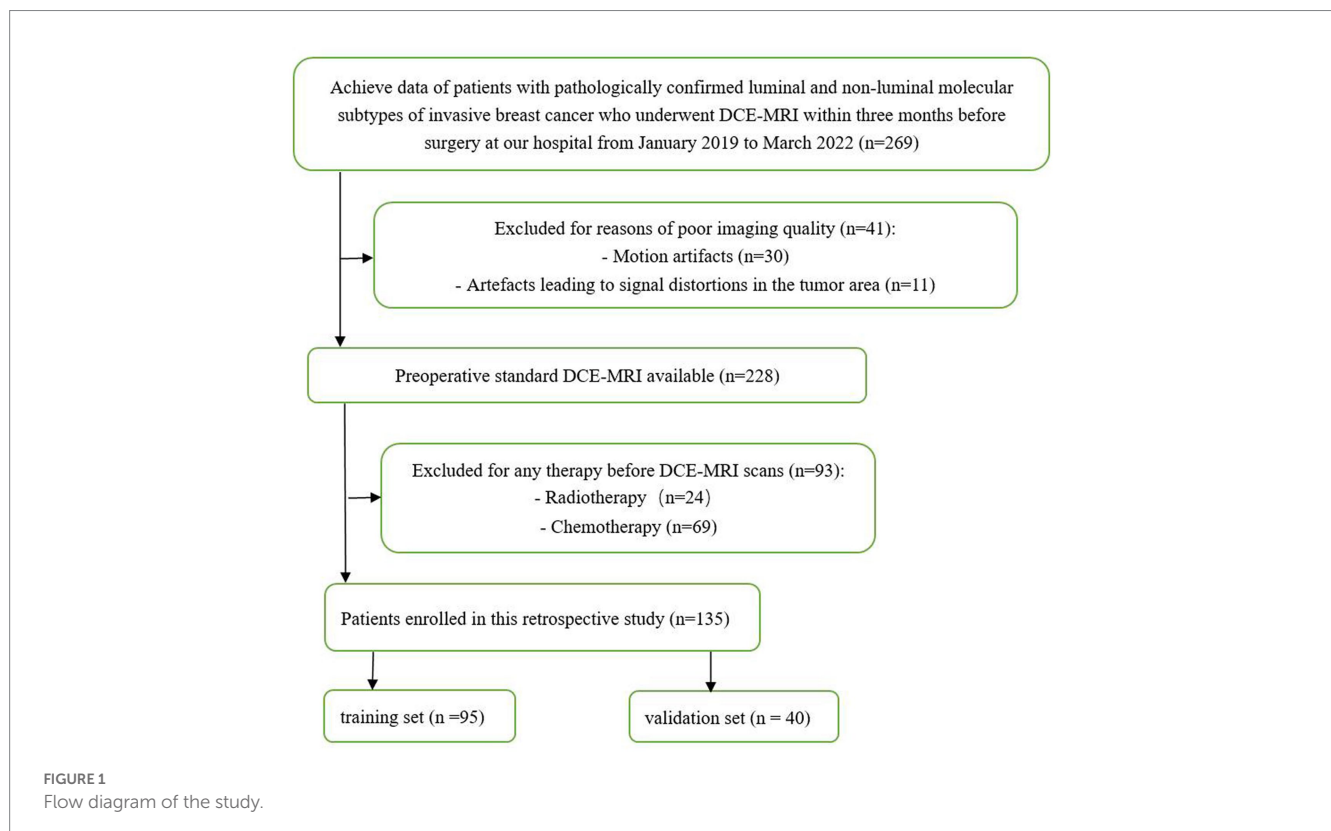 Achieve data of patients with pathologically confirmed luminal and non-luminal molecular
subtypes of invasive breast cancer who underwent DCE-MRI within three months before
surgery at our hospital from January 2019 to March 2022 (n=269)
Excluded for reasons of poor imaging quality (n=41):
- Motion artifacts (n=30)
- Artefacts leading to signal distortions in the tumor area (n=11)
Preoperative standard DCE-MRI available (n=228)
Excluded for any therapy before DCE-MRI scans (n=93):
- Radiotherapy（n=24）
- Chemotherapy (n=69)
Patients enrolled in this retrospective study (n=135)
training set (n =95)
validation set (n = 40)
FIGURE 1
Flow diagram of the study.